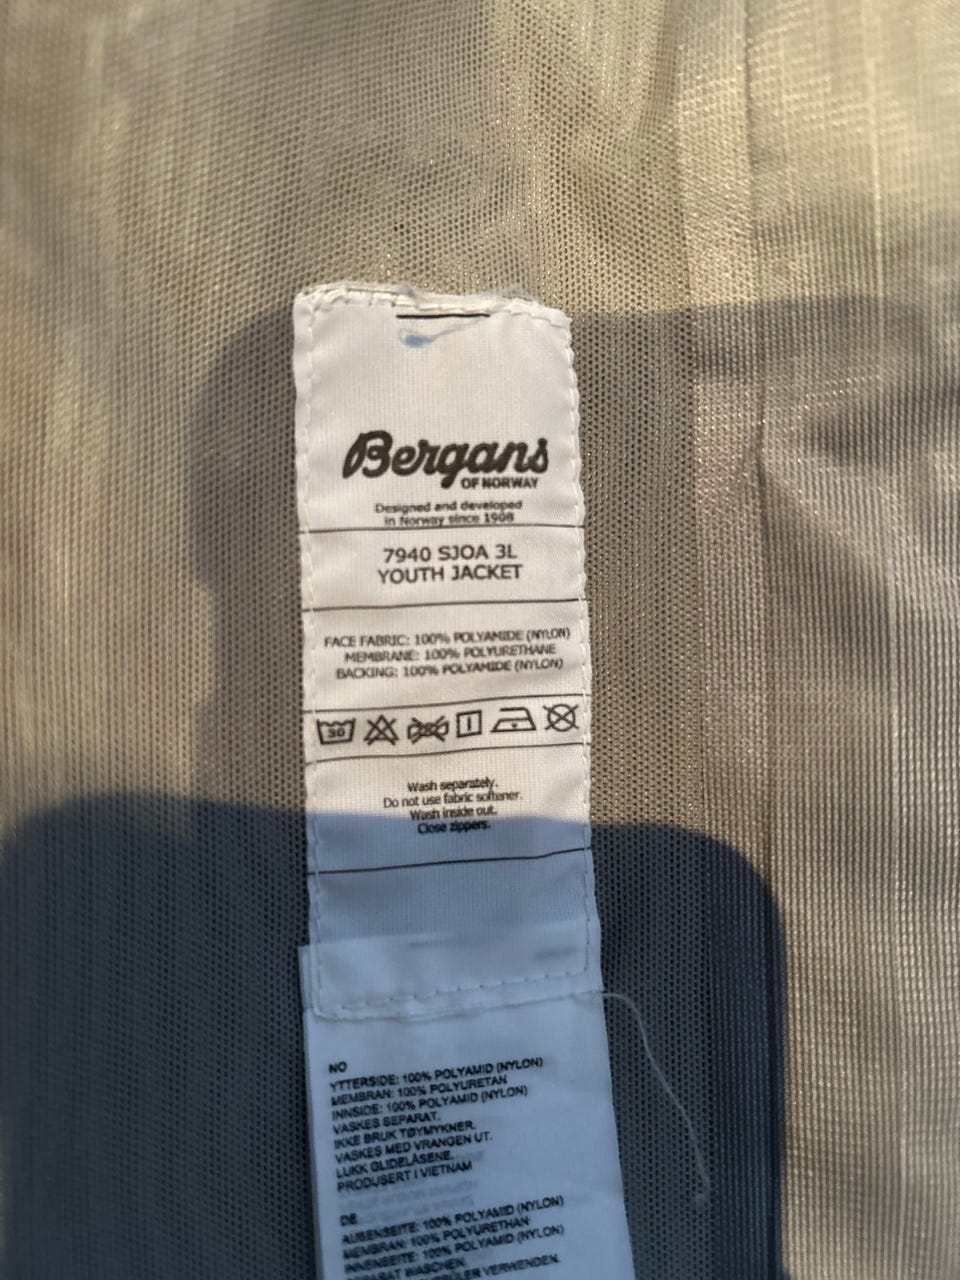 Bergans
OF NORWAY
Designed and developed
in Norway since 1908
7940 SJOA 3L
YOUTH JACKET
FACE FABRIC: 100% POLYAMIDE (NYLON)
MEMBRANE: 100% POLYURETHANE
BACKING: 100% POLYAMIDE (NYLON)
30
Wash separately.
Do not use fabric softener.
Wash inside out.
Close zippers.
NO
YTTERSIDE: 100% POLYAMID (NYLON)
MEMBRAN: 100% POLYURETAN
INNSIDE: 100% POLYAMID (NYLON)
VASKES SEPARAT.
IKKE BRUK TØYMYKNER.
VASKES MED VRANGEN UT.
LUKK GLIDELÅSENE.
PRODUSERT I VIETNAM
DE
AUßENSEITE: 100% POLYAMID (NYLON)
MEMBRAN: 100% POLYURETHAN
INNENSEITE: 100% POLYAMID (NYLON)
WASCHEN.
VERWENDEN.